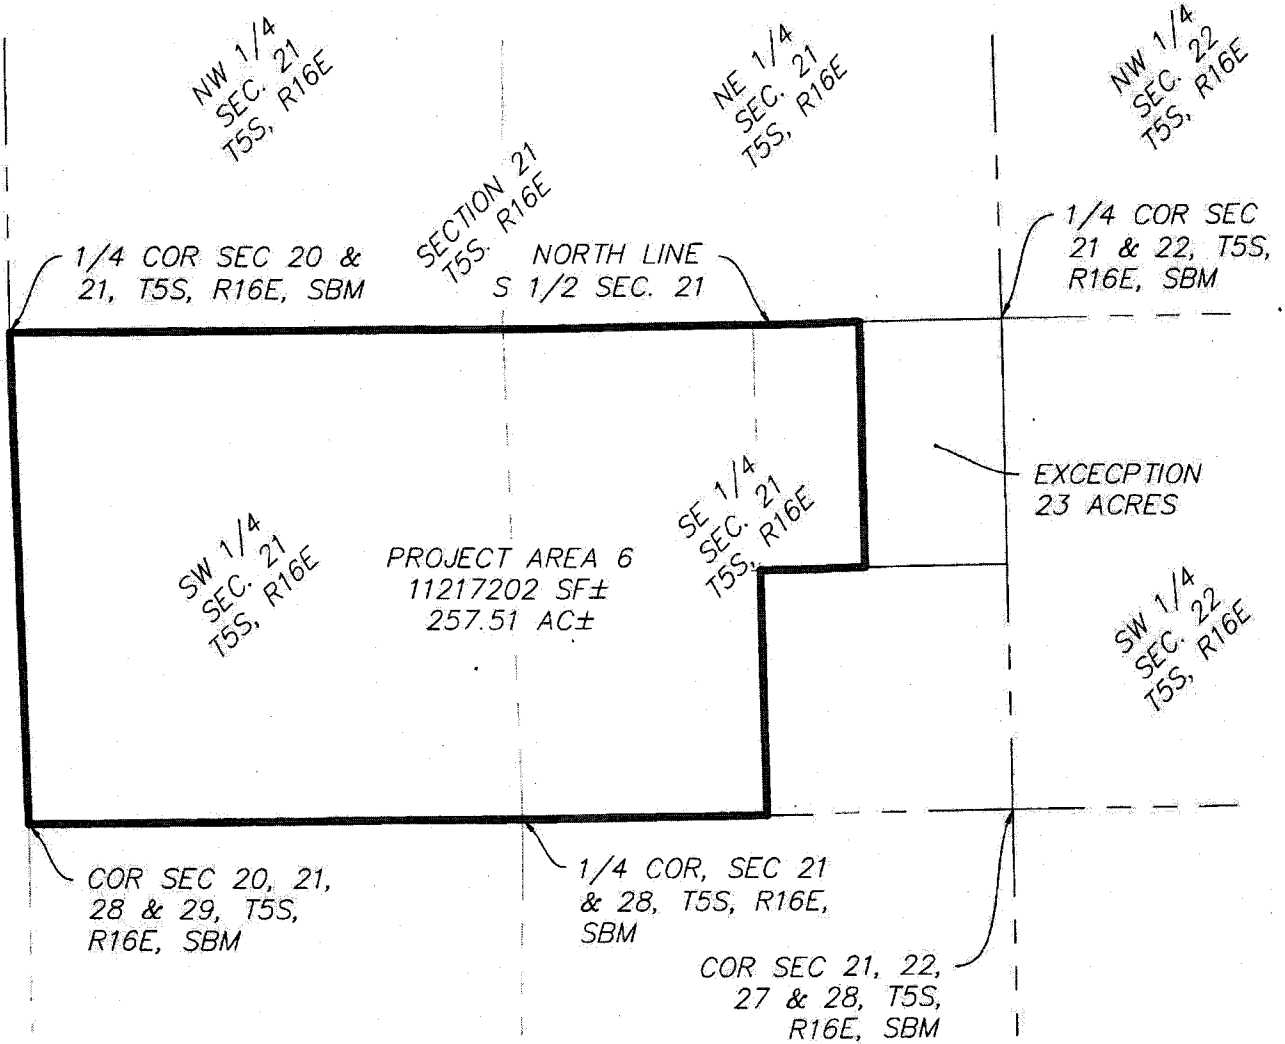 NW 1/4
SEC. 21
T5S, R16E
NE 1/4
SEC. 21
T5S, R16E
NW 1/4
SEC. 22
T5S, R16E
SECTION 21
T5S. R16E
1/4 COR SEC 20 &
21, T5S, R16E, SBM
NORTH LINE
S 1/2 SEC. 21
1/4 COR SEC
21 & 22, T5S,
R16E, SBM
EXCECPTION
23 ACRES
SW 1/4
SEC. 21
T5S, R16E
PROJECT AREA 6
11217202 SF±
257.51 AC±
SE 1/4
SEC. 21
T5S, R16E
SW 1/4
SEC. 22
T5S, R16E
COR SEC 20, 21,
28 & 29, T5S,
R16E, SBM
1/4 COR, SEC 21
& 28, T5S, R16E,
SBM
COR SEC 21, 22,
27 & 28, T5S,
R16E, SBM